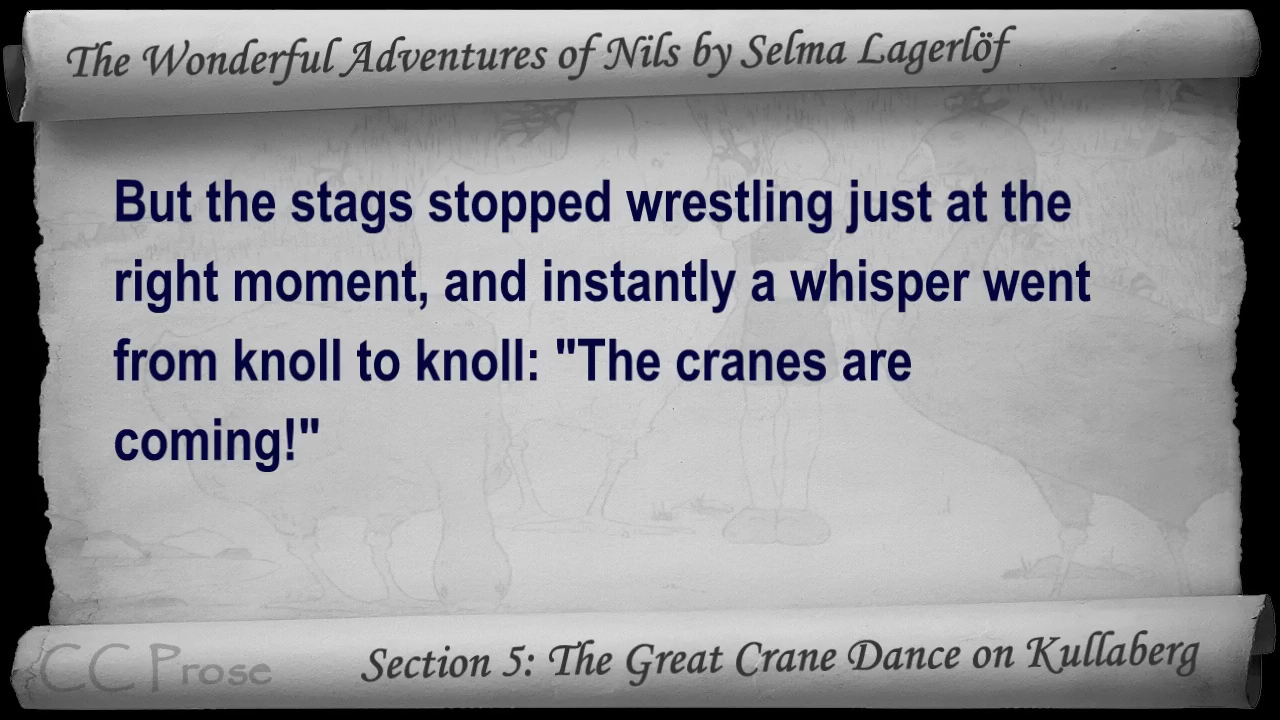 The Wonderful Adventures of Nils by Selma Lagerlöf
But the stags stopped wrestling just at the
right moment, and instantly a whisper went
from knoll to knoll: "The cranes are
coming!"
CC Prose
Section 5: The Great Crane Dance on Kullaberg